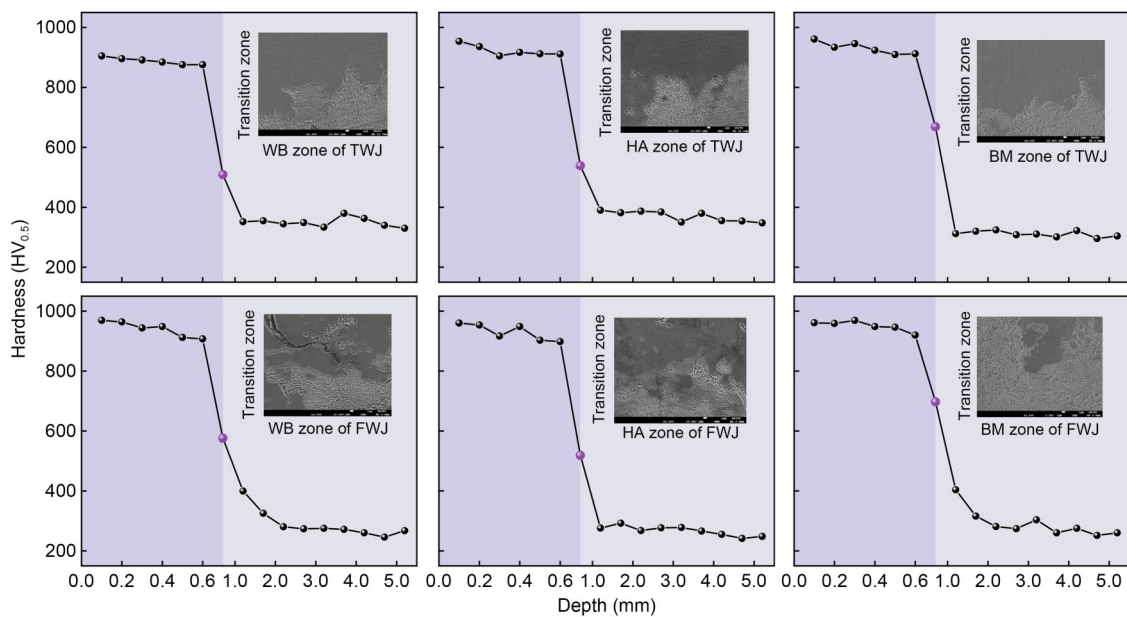 1000
800
600
400
200
Transition zone
WB zone of TWJ
Transition zone
HA zone of TWJ
Transition zone
BM zone of TWJ
Hardness (HV0.5)
1000
800
600
400
200
Transition zone
WB zone of FWJ
Transition zone
HA zone of FWJ
Transition zone
BM zone of FWJ
0.0 0.2 0.4 0.6 1.0 2.0 3.0 4.0 5.0
0.0 0.2 0.4 0.6 1.0 2.0 3.0 4.0 5.0
0.0 0.2 0.4 0.6 1.0 2.0 3.0 4.0 5.0
Depth (mm)